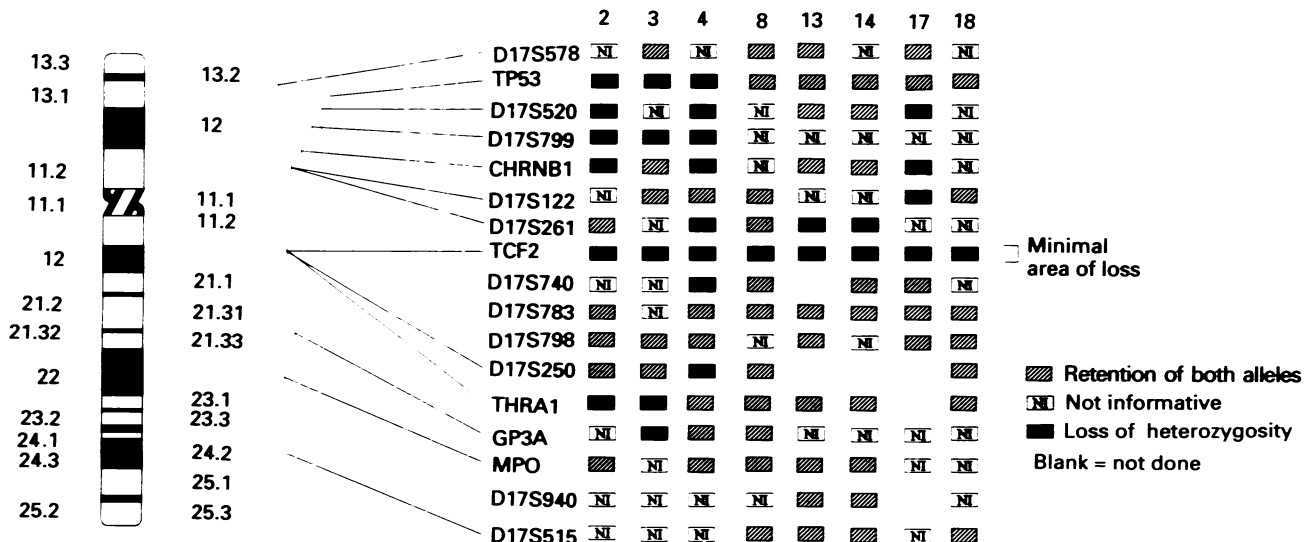 2 3 4 8 13 14 17 18
D17S578 NI NI NI NI
TP53
D17S520 NI NI NI
D17S799 NI NI NI NI NI
CHRNB1 NI NI
D17S122 NI NI NI
D17S261 NI NI NI
TCF2
D17S740 NI NI NI
D17S783 NI
D17S798 NI NI
D17S250
THRA1
GP3A NI NI NI NI NI
MPO NI NI NI
D17S940 NI NI NI NI NI
D17S515 NI NI NI NI
13.3
13.1
11.2
11.1
12
21.2
21.32
22
23.2
24.1
24.3
25.2
13.2
12
11.1
11.2
21.1
21.31
21.33
23.1
23.3
24.2
25.1
25.3
Minimal
area of loss
Retention of both alleles
NI Not informative
Loss of heterozygosity
Blank = not done